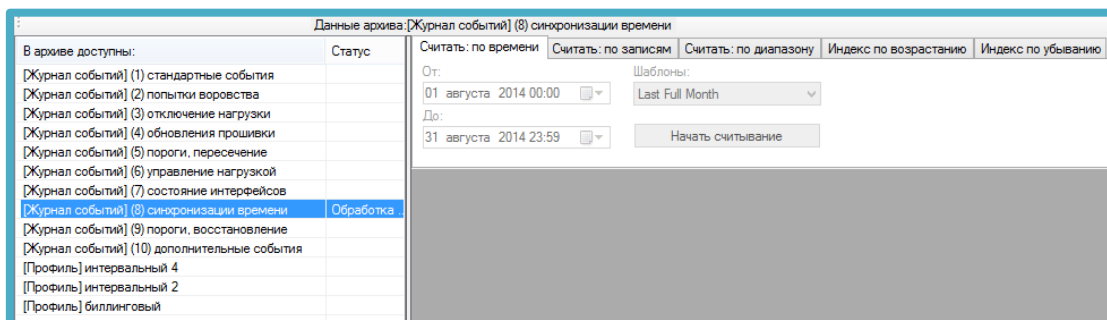 Данные архива:[Журнал событий] (8) синхронизации времени
В архиве доступны: Статус
[Журнал событий] (1) стандартные события
[Журнал событий] (2) попытки воровства
[Журнал событий] (3) отключение нагрузки
[Журнал событий] (4) обновления прошивки
[Журнал событий] (5) пороги, пересечение
[Журнал событий] (6) управление нагрузкой
[Журнал событий] (7) состояние интерфейсов
[Журнал событий] (8) синхронизации времени Обработка ..
[Журнал событий] (9) пороги, восстановление
[Журнал событий] (10) дополнительные события
[Профиль] интервальный 4
[Профиль] интервальный 2
[Профиль] биллинговый
Считать: по времени Считать: по записям Считать: по диапазону Индекс по возрастанию Индекс по убыванию
От: Шаблоны:
01 августа 2014 00:00 Last Full Month
До:
31 августа 2014 23:59 Начать считывание